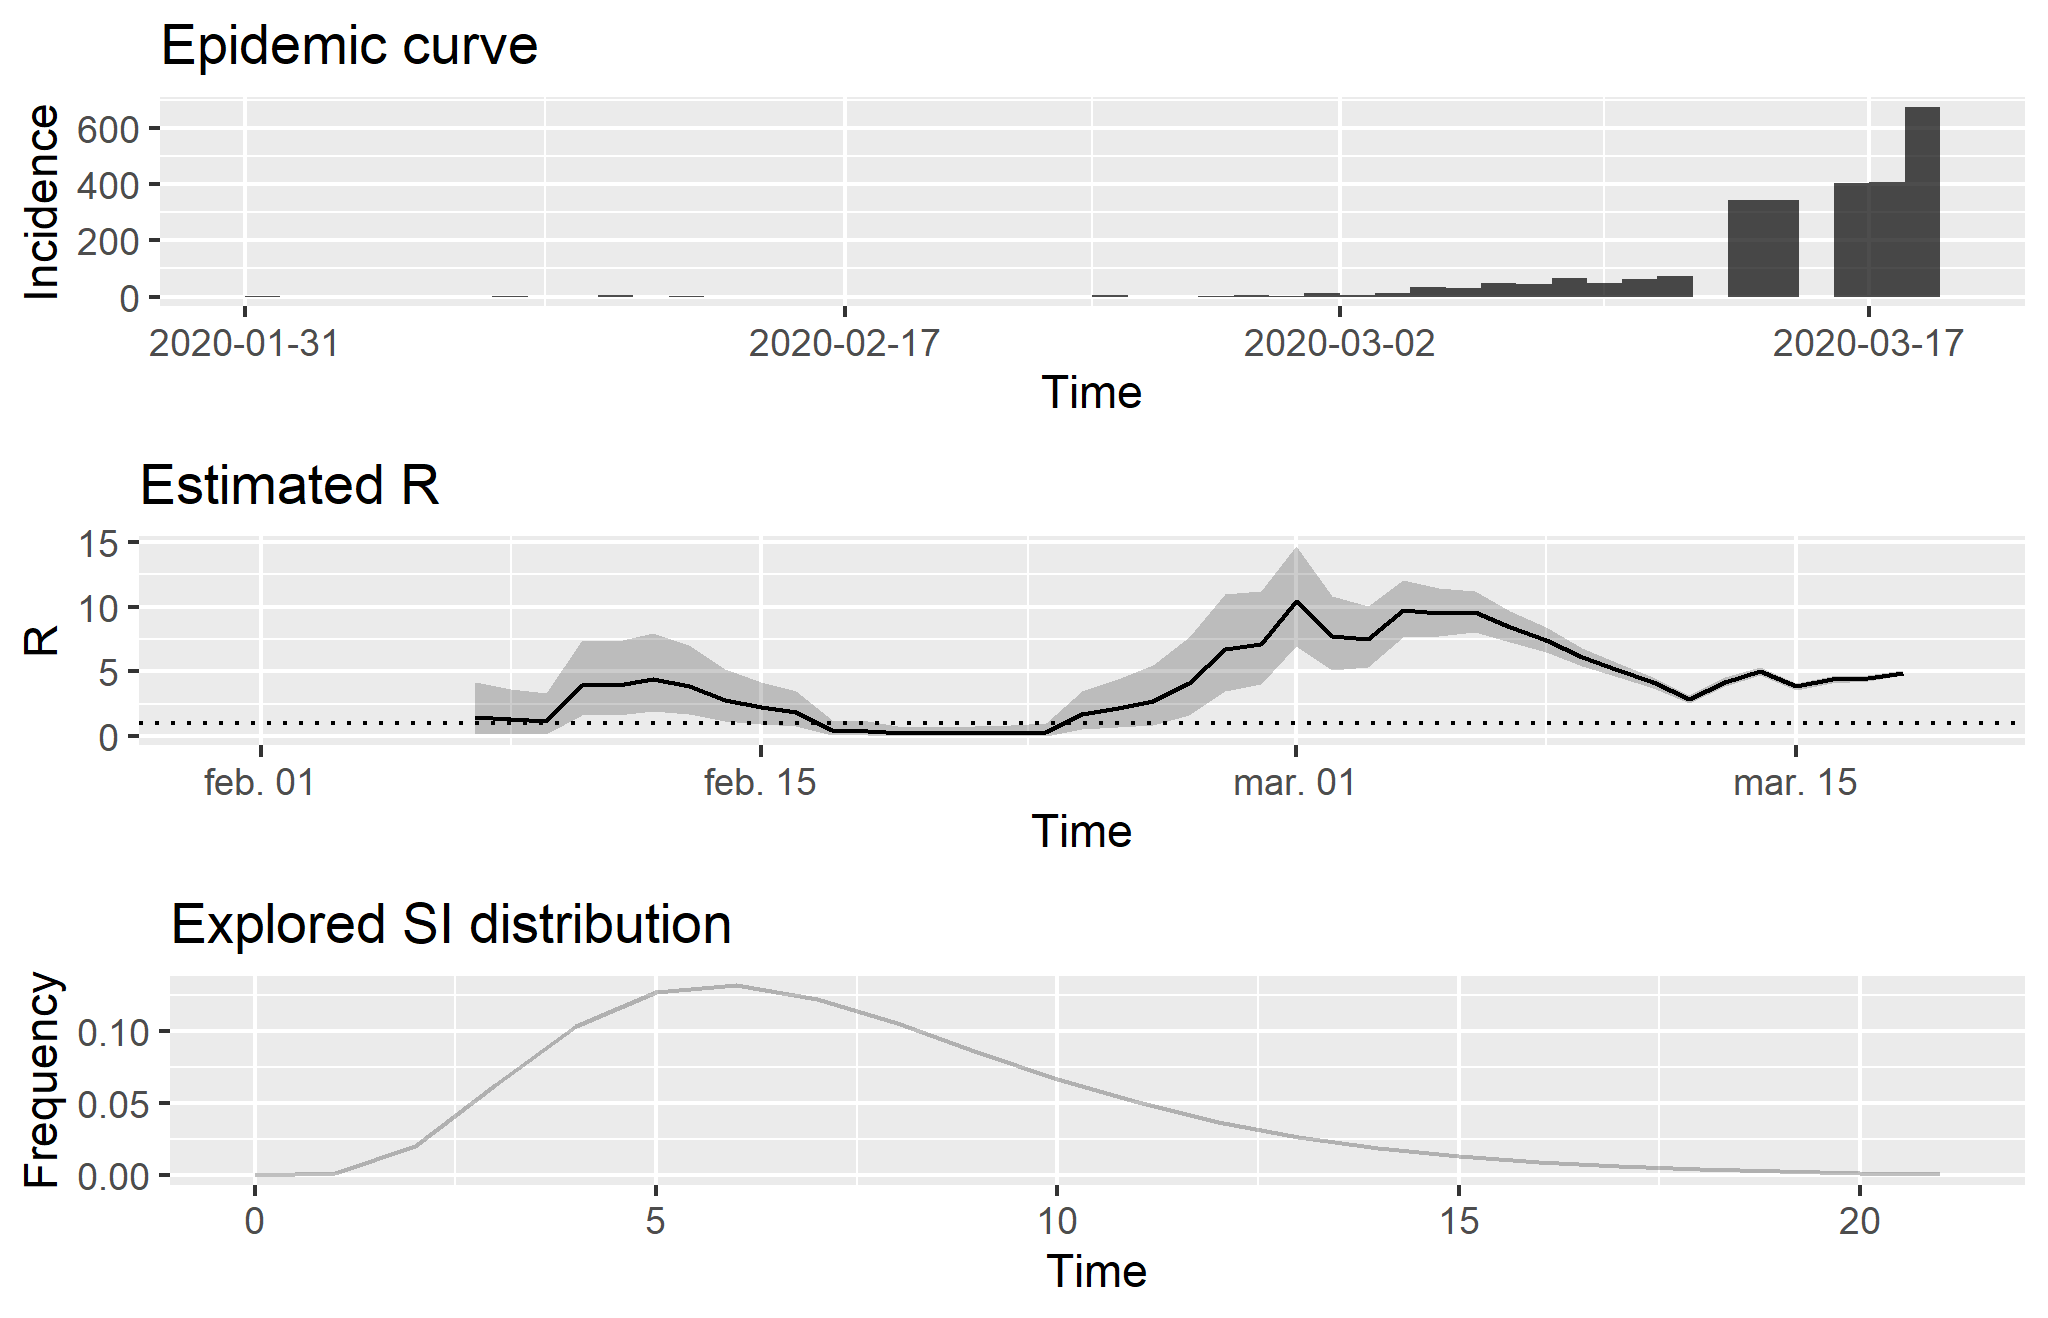 Epidemic curve
Incidence
600
400
200
0
2020-01-31 2020-02-17 2020-03-02 2020-03-17
Time
Estimated R
R
15
10
5
0
feb. 01 feb. 15 mar. 01 mar. 15
Time
Explored SI distribution
Frequency
0.10
0.05
0.00
0 5 10 15 20
Time